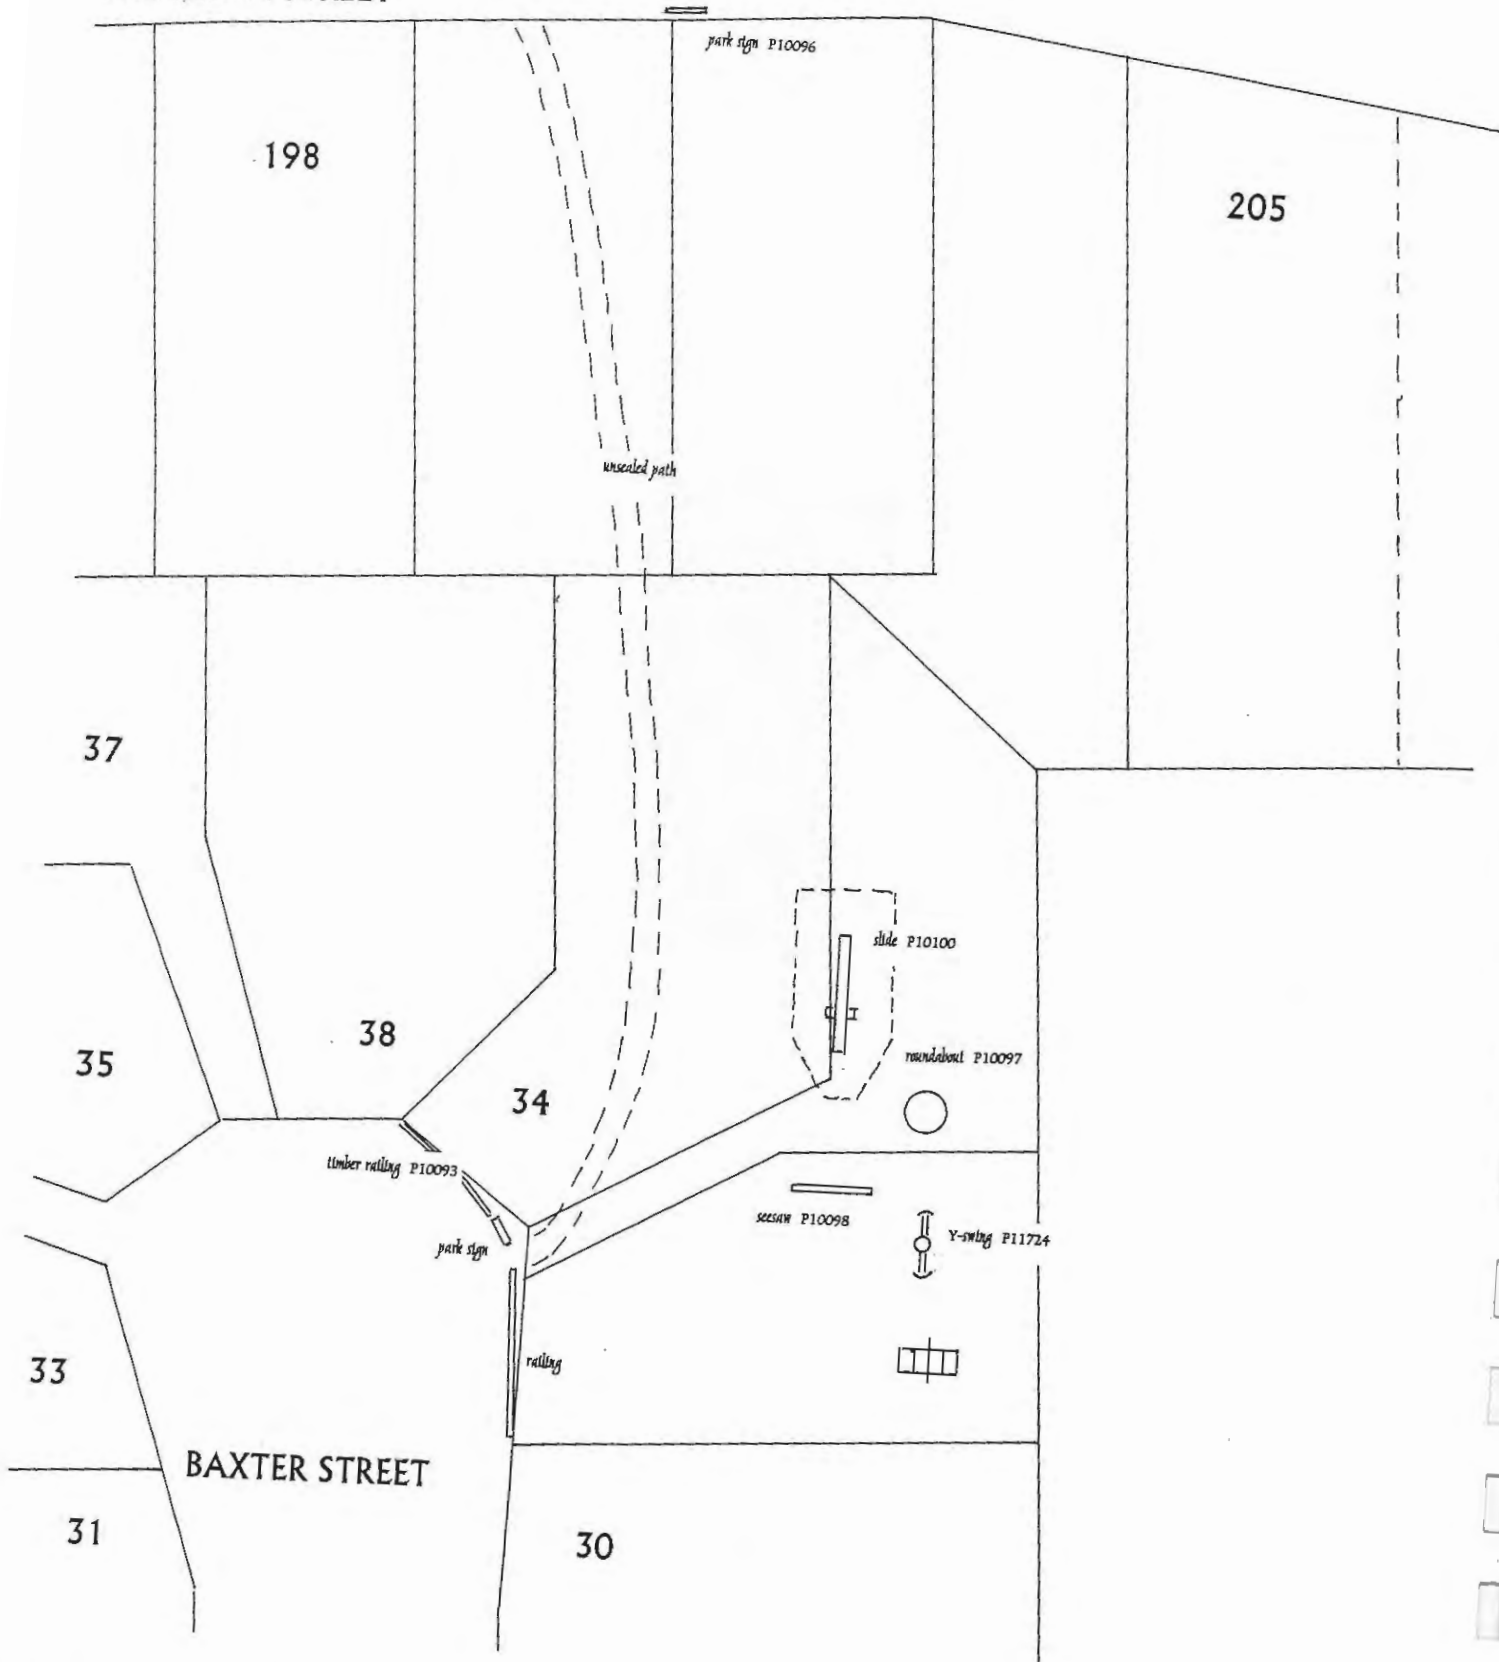 park sign P10096
198
205
unsealed path
37
slide P10100
38
35
roundabout P10097
34
timber railing P10093
seesaw P10098
Y-swing P11724
park sign
railing
33
BAXTER STREET
31
30